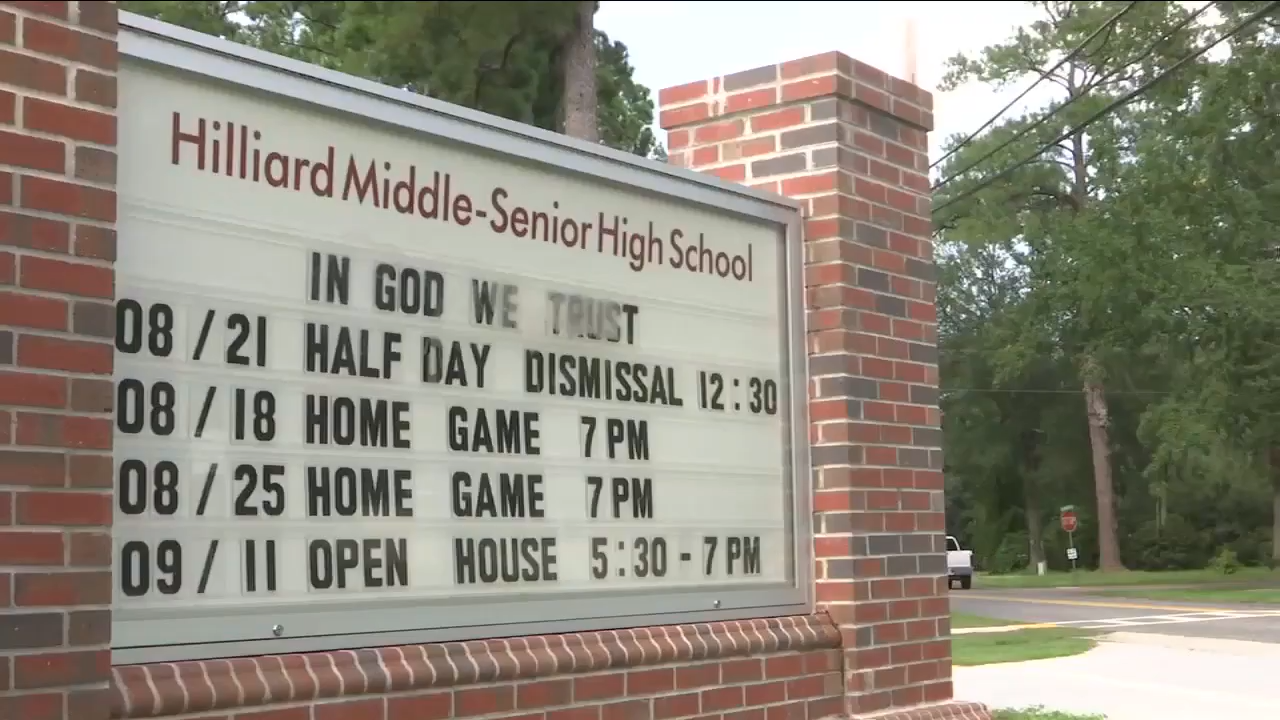 Hilliard Middle-Senior High School
IN GOD WE TRUST
08/21 HALF DAY DISMISSAL 12:30
08/18 HOME GAME 7 PM
08/25 HOME GAME 7 PM
09/11 OPEN HOUSE 5:30 - 7 PM